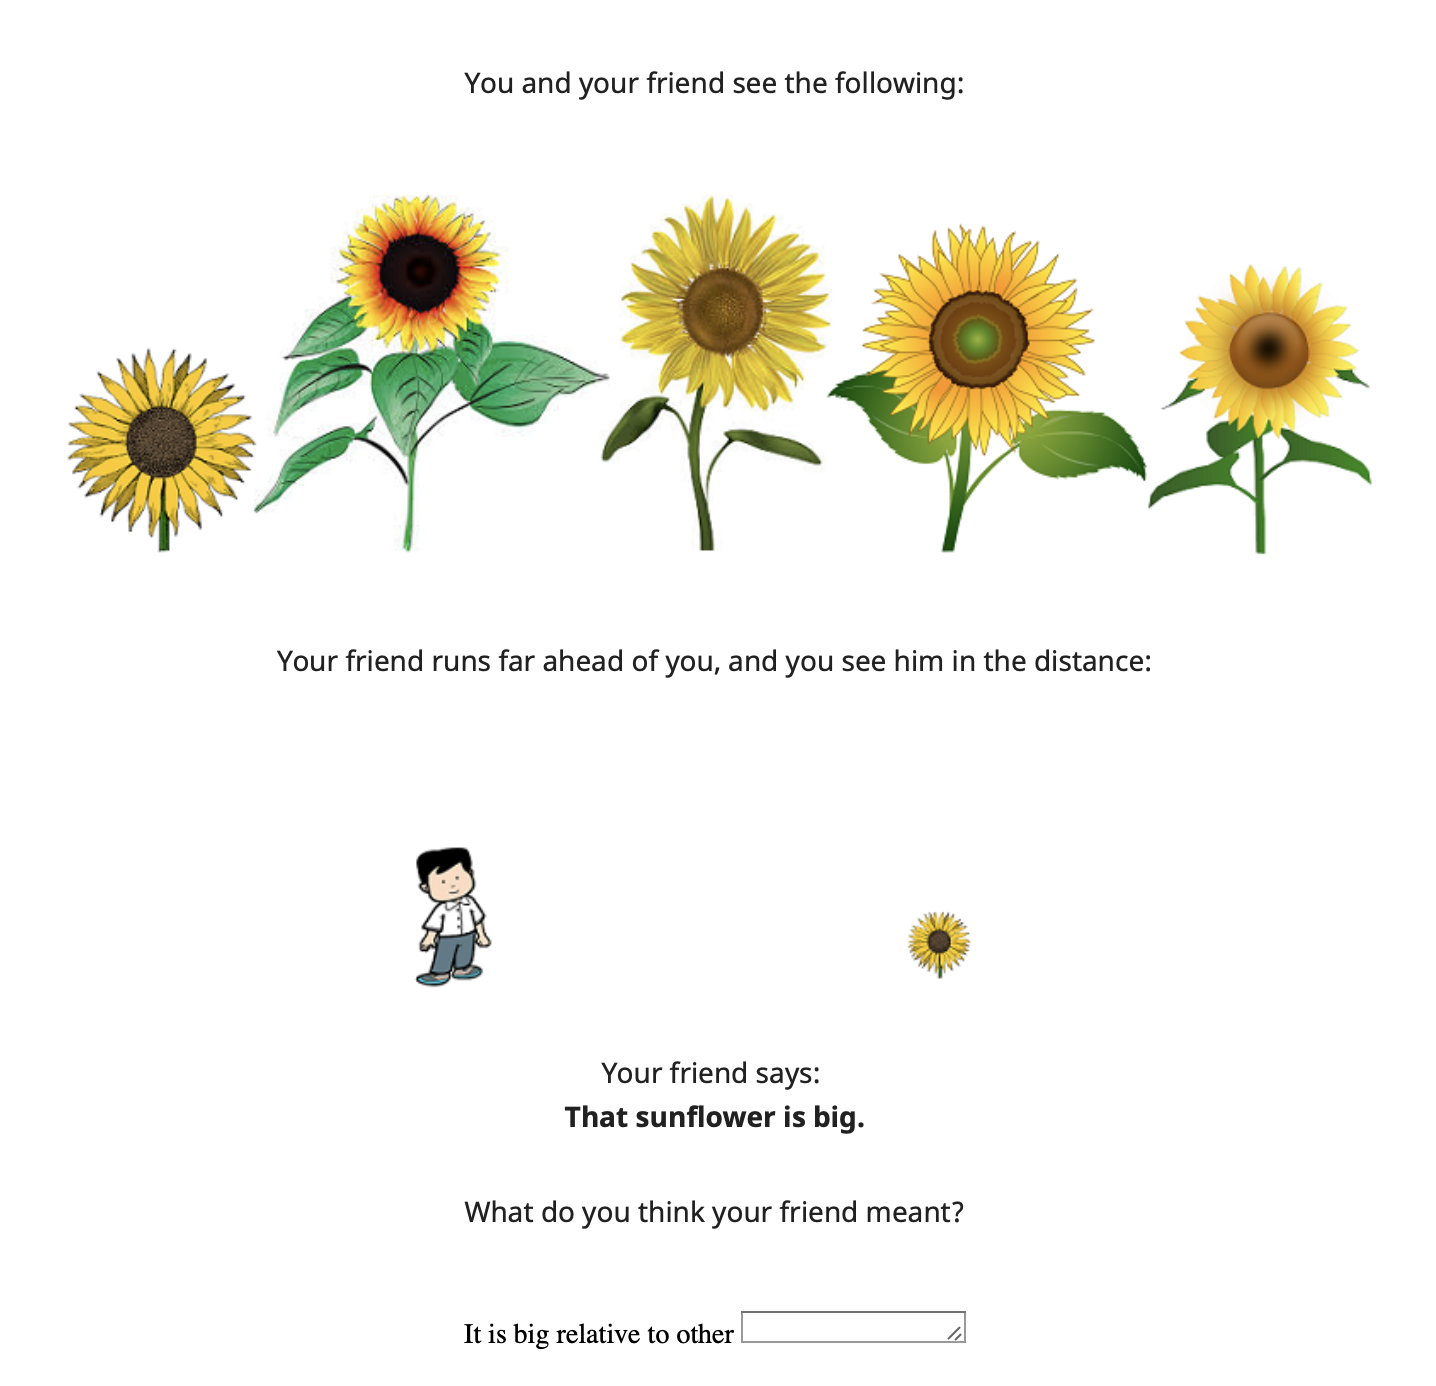 You and your friend see the following:
Your friend runs far ahead of you, and you see him in the distance:
Your friend says:
That sunflower is big.
What do you think your friend meant?
It is big relative to other